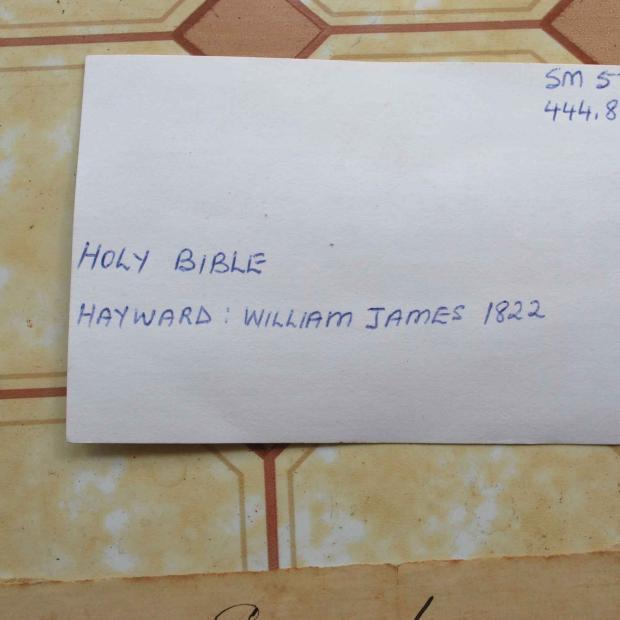 SM 5
444.8
HOLY BIBLE
HAYWARD: WILLIAM JAMES 1822